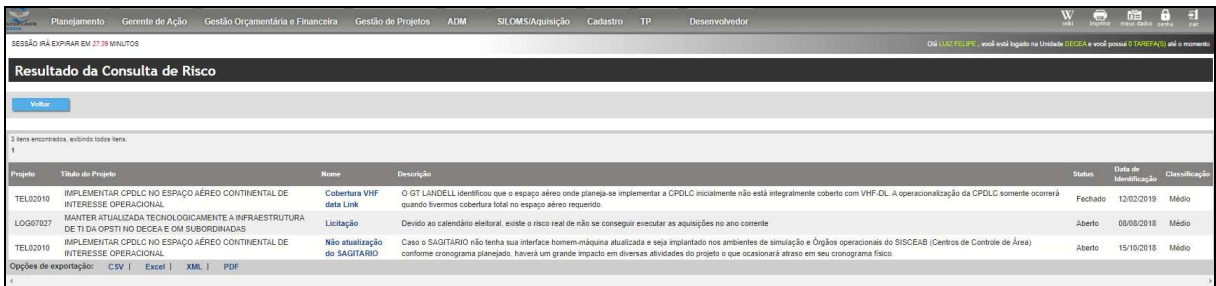 Planejamento Gerente de Ação Gestão Orçamentária e Financeira Gestão de Projetos ADM SILOMS/Aquisição Cadastro TP Desenvolvedor
wiki imprimir meus dados senha sair
SESSÃO IRÁ EXPIRAR EM 27:39 MINUTOS
Olá LUIZ FELIPE , você está logado na Unidade DECEA e você possui 0 TAREFA(S) até o momento
Resultado da Consulta de Risco
Voltar
3 itens encontrados, exibindo todos itens.
1
Projeto Título do Projeto Nome Descrição Status Data de Identificação Classificação
TEL02010 IMPLEMENTAR CPDLC NO ESPAÇO AÉREO CONTINENTAL DE
INTERESSE OPERACIONAL
Cobertura VHF
data Link
O GT LANDELL identificou que o espaço aéreo onde planeja-se implementar a CPDLC inicialmente não está integralmente coberto com VHF-DL. A operacionalização da CPDLC somente ocorrerá
quando tivermos cobertura total no espaço aéreo requerido.
Fechado 12/02/2019 Médio
LOG07027 MANTER ATUALIZADA TECNOLOGICAMENTE A INFRAESTRUTURA
DE TI DA OPSTI NO DECEA E OM SUBORDINADAS
Licitação
Devido ao calendário eleitoral, existe o risco real de não se conseguir executar as aquisições no ano corrente
Aberto 08/08/2018 Médio
TEL02010 IMPLEMENTAR CPDLC NO ESPAÇO AÉREO CONTINENTAL DE
INTERESSE OPERACIONAL
Não atualização
do SAGITARIO
Caso o SAGITARIO não tenha sua interface homem-máquina atualizada e seja implantado nos ambientes de simulação e Órgãos operacionais do SISCEAB (Centros de Controle de Área)
conforme cronograma planejado, haverá um grande impacto em diversas atividades do projeto o que ocasionará atraso em seu cronograma físico.
Aberto 15/10/2018 Médio
Opções de exportação: CSV | Excel | XML | PDF